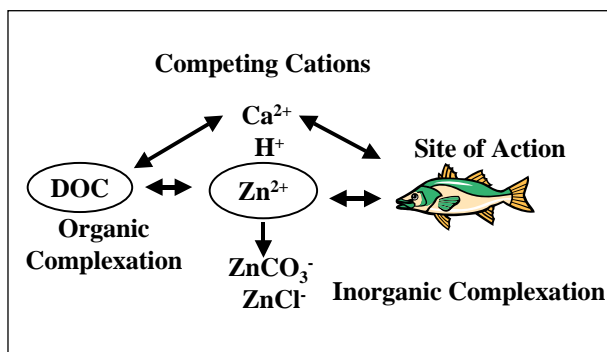 Competing Cations
Ca²⁺
H⁺
Site of Action
DOC
Zn²⁺
Organic
Complexation
ZnCO₃⁻
ZnCl⁻
Inorganic Complexation